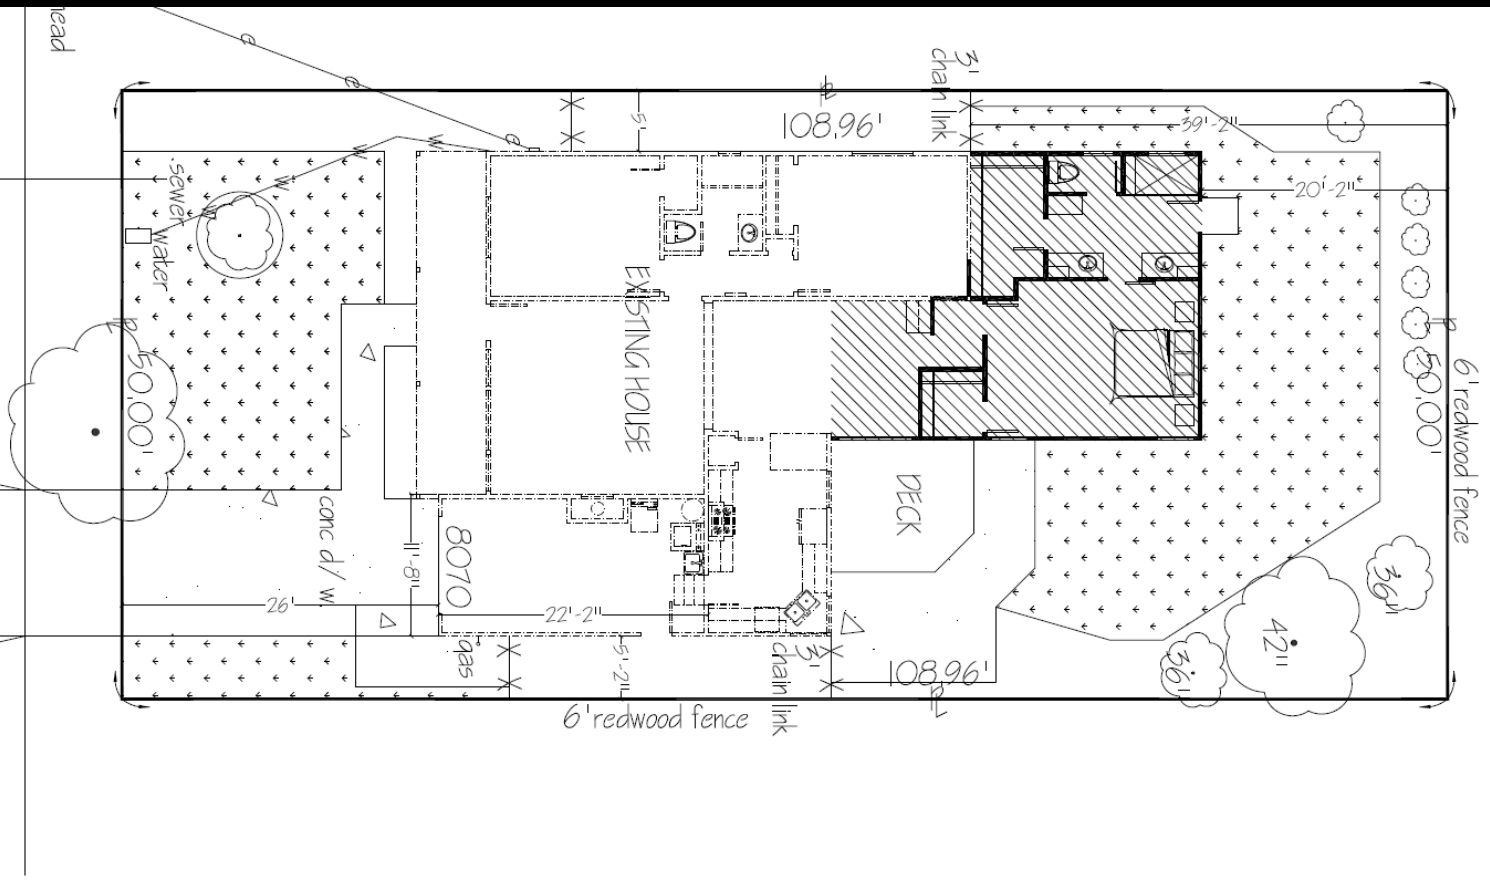 head
e
e
e
3'
chain link
5'
108.96'
39'-2"
W
W
W
W
sewer
water
20'-2"
50.00'
EXISTING HOUSE
50.00'
6' redwood fence
DECK
conc d/w.
8070
11'-8"
26'
22'-2"
36"
42"
36"
gas
5'-2"
3'
chain link
108.96'
6' redwood fence